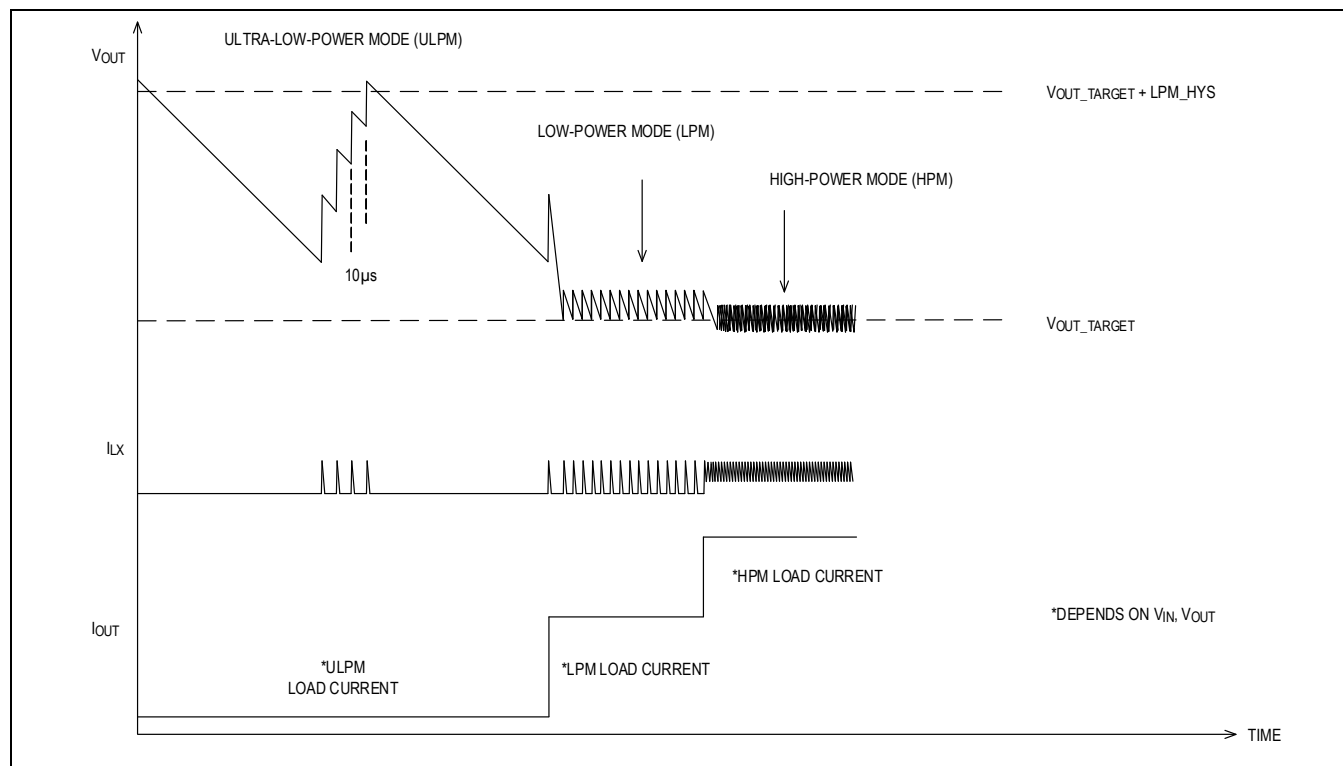 ULTRA-LOW-POWER MODE (ULPM)
VOUT
VOUT_TARGET + LPM_HYS
LOW-POWER MODE (LPM)
HIGH-POWER MODE (HPM)
10µs
VOUT_TARGET
ILX
*HPM LOAD CURRENT
*DEPENDS ON VIN, VOUT
IOUT
*ULPM
LOAD CURRENT
*LPM LOAD CURRENT
TIME